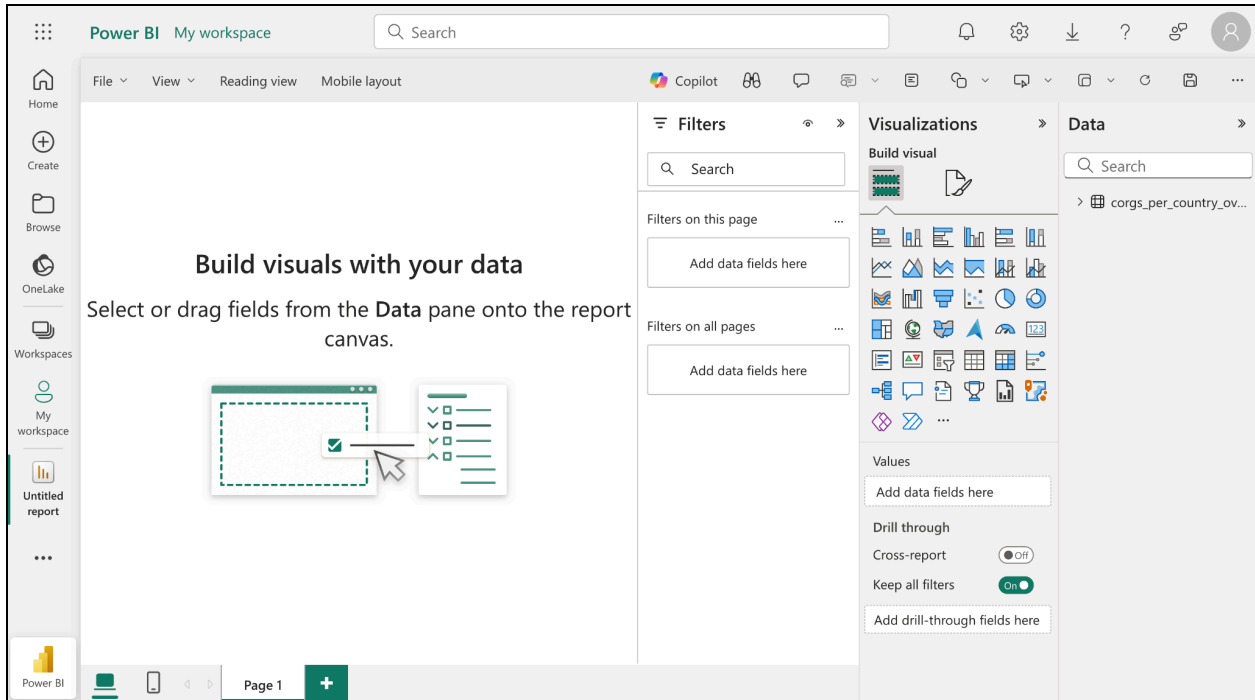 Power BI My workspace
Search
Home
Create
Browse
OneLake
Workspaces
My
workspace
Untitled
report
Power BI
File View Reading view Mobile layout
Copilot
Build visuals with your data
Select or drag fields from the Data pane onto the report
canvas.
Page 1
Filters
Search
Filters on this page
Add data fields here
Filters on all pages
Add data fields here
Visualizations
Build visual
123
Values
Add data fields here
Drill through
Cross-report Off
Keep all filters On
Add drill-through fields here
Data
Search
corgs_per_country_ov...